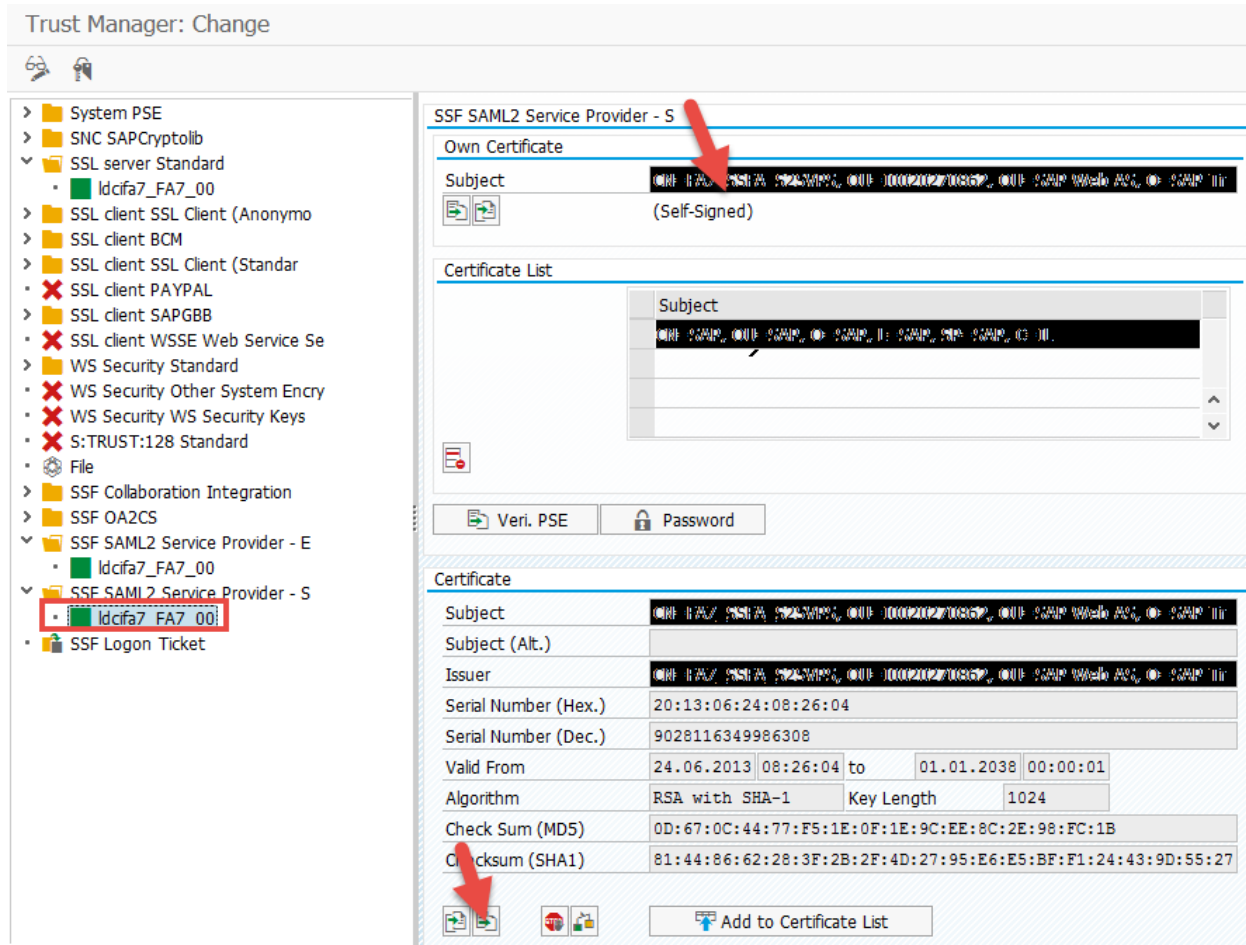 Trust Manager: Change
System PSE
SNC SAPCryptolib
SSL server Standard
ldcifa7_FA7_00
SSL client SSL Client (Anonymo
SSL client BCM
SSL client SSL Client (Standar
SSL client PAYPAL
SSL client SAPGBB
SSL client WSSE Web Service Se
WS Security Standard
WS Security Other System Encry
WS Security WS Security Keys
S:TRUST:128 Standard
File
SSF Collaboration Integration
SSF OA2CS
SSF SAML2 Service Provider - E
ldcifa7_FA7_00
SSF SAML2 Service Provider - S
ldcifa7_FA7_00
SSF Logon Ticket
SSF SAML2 Service Provider - S
Own Certificate
Subject
(Self-Signed)
Certificate List
Subject
Veri. PSE Password
Certificate
Subject
Subject (Alt.)
Issuer
Serial Number (Hex.) 20:13:06:24:08:26:04
Serial Number (Dec.) 9028116349986308
Valid From 24.06.2013 08:26:04 to 01.01.2038 00:00:01
Algorithm RSA with SHA-1 Key Length 1024
Check Sum (MD5) 0D:67:0C:44:77:F5:1E:0F:1E:9C:EE:8C:2E:98:FC:1B
(SHA1) 81:44:86:62:28:3F:2B:2F:4D:27:95:E6:E5:BF:F1:24:43:9D:55:27
Add to Certificate List